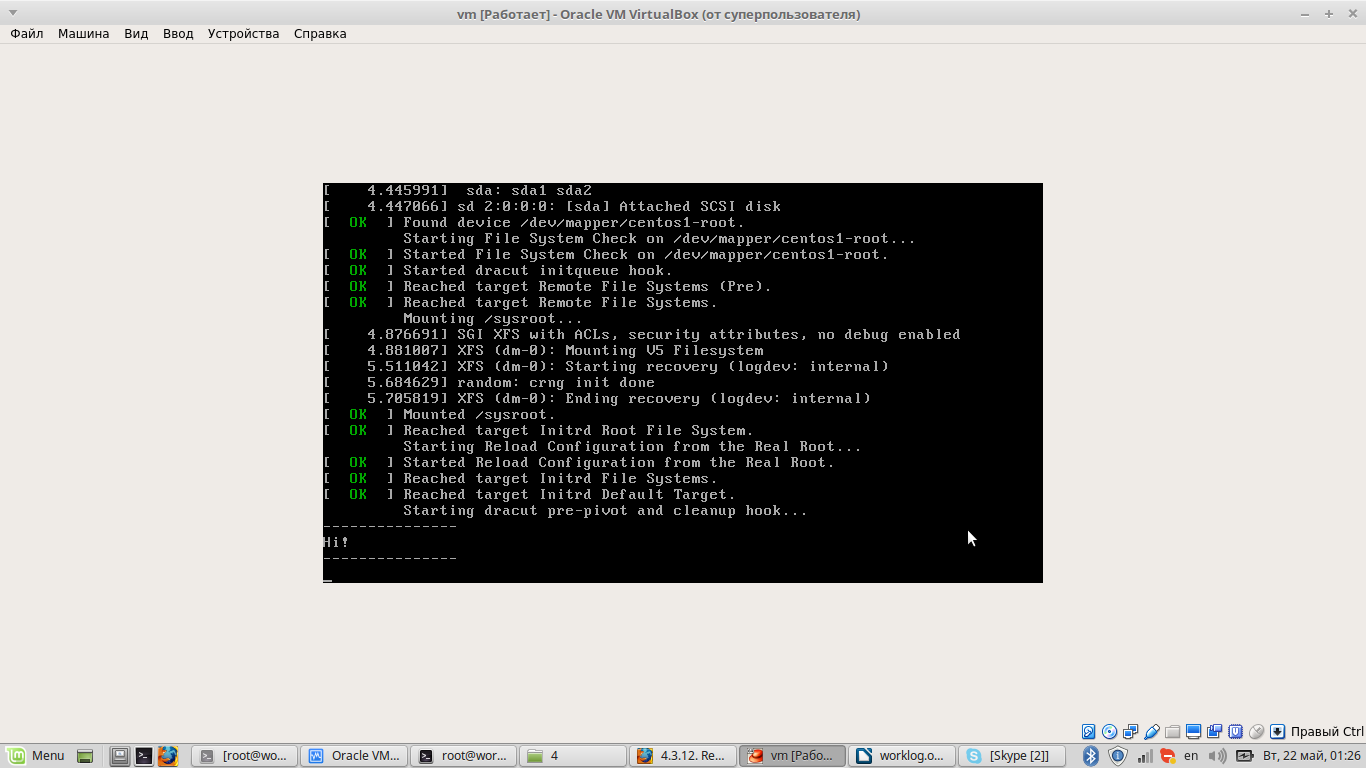 vm [Работает] - Oracle VM VirtualBox (от суперпользователя)
Файл Машина Вид Ввод Устройства Справка
[    4.445991]  sda: sda1 sda2
[    4.447066] sd 2:0:0:0: [sda] Attached SCSI disk
[  OK  ] Found device /dev/mapper/centos1-root.
         Starting File System Check on /dev/mapper/centos1-root...
[  OK  ] Started File System Check on /dev/mapper/centos1-root.
[  OK  ] Started dracut initqueue hook.
[  OK  ] Reached target Remote File Systems (Pre).
[  OK  ] Reached target Remote File Systems.
         Mounting /sysroot...
[    4.876691] SGI XFS with ACLs, security attributes, no debug enabled
[    4.881007] XFS (dm-0): Mounting V5 Filesystem
[    5.511042] XFS (dm-0): Starting recovery (logdev: internal)
[    5.684629] random: crng init done
[    5.705819] XFS (dm-0): Ending recovery (logdev: internal)
[  OK  ] Mounted /sysroot.
[  OK  ] Reached target Initrd Root File System.
         Starting Reload Configuration from the Real Root...
[  OK  ] Started Reload Configuration from the Real Root.
[  OK  ] Reached target Initrd File Systems.
[  OK  ] Reached target Initrd Default Target.
         Starting dracut pre-pivot and cleanup hook...
---------------
Hi!
---------------
_
Правый Ctrl
Menu [root@wo... Oracle VM... root@wor... 4 4.3.12. Re... vm [Рабо... worklog.o... [Skype [2]] en Вт, 22 май, 01:26